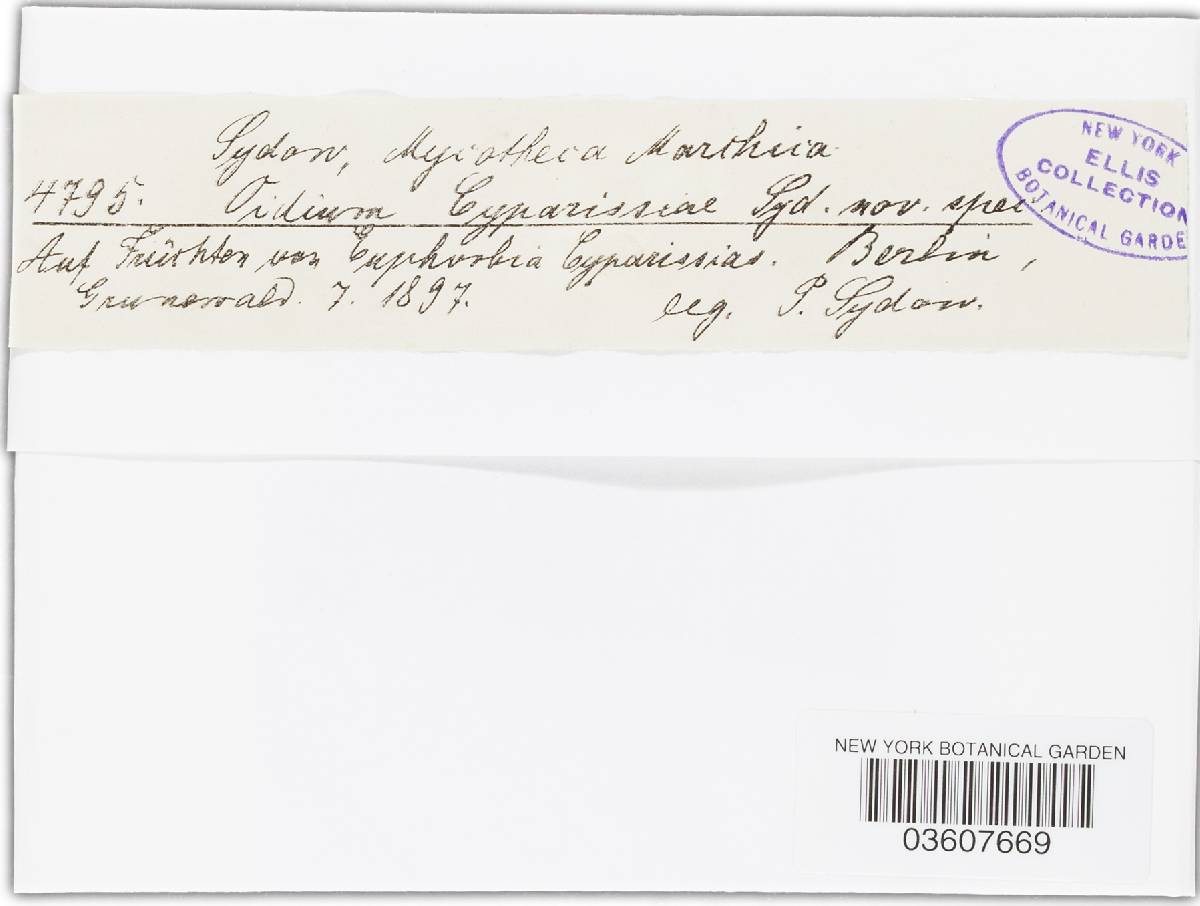 Sydow, Mycotheca Marchica
4795. Oidium Cyparissiae Syd. nov. spec
Auf Früchten von Euphorbia Cyparissias. Berlin,
Grunewald. 7. 1897. leg. P. Sydow.
NEW YORK
ELLIS
COLLECTION
BOTANICAL GARDE
NEW YORK BOTANICAL GARDEN
03607669